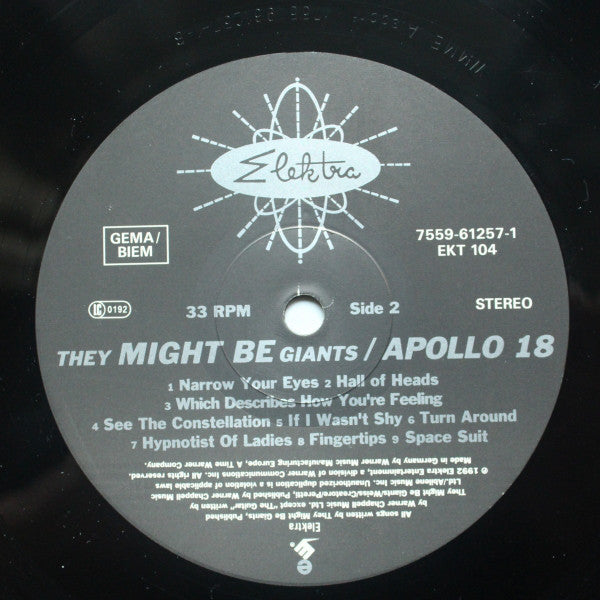 Elektra
GEMA/
BIEM
7559-61257-1
EKT 104
LC 0192
33 RPM
Side 2
STEREO
THEY MIGHT BE GIANTS / APOLLO 18
1 Narrow Your Eyes 2 Hall of Heads
3 Which Describes How You're Feeling
4 See The Constellation 5 If I Wasn't Shy 6 Turn Around
7 Hypnotist Of Ladies 8 Fingertips 9 Space Suit
e
Elektra
All songs written by They Might Be Giants, Published
by Warner Chappell Music Ltd. except "The Guitar" written by
They Might Be Giants/Weiss/Creatore/Peretti, Published by Warner Chappell Music
Ltd./Abilene Music Inc. Unauthorized duplication is a violation of applicable laws
℗ 1992 Elektra Entertainment, a division of Warner Communications Inc. All rights reserved.
Made in Germany by Warner Music Manufacturing Europe, A Time Warner Company.